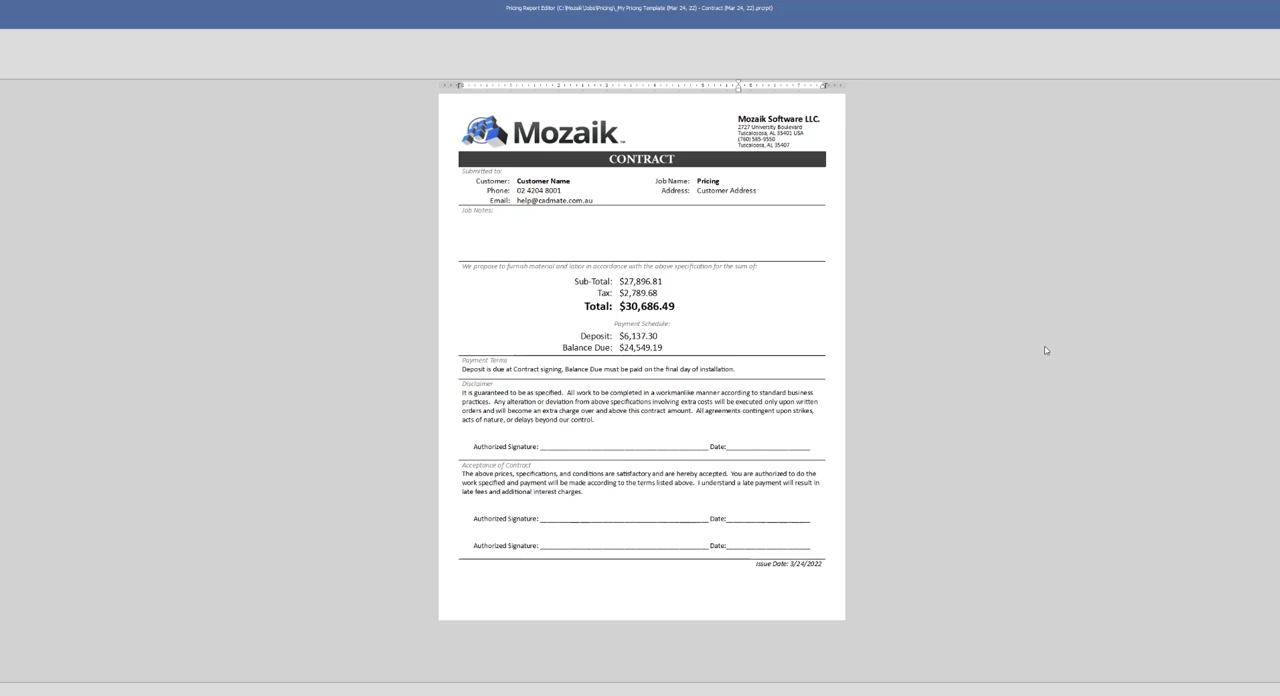 Pricing Report Editor (C:\Mozaik\Jobs\Pricing\_My Pricing Template (Mar 24, 22) - Contract (Mar 24, 22).prcrpt)
Mozaik™
Mozaik Software LLC.
2727 University Boulevard
Tuscaloosa, AL 35401 USA
(780) 585-9550
Tuscaloosa, AL 35407
CONTRACT
Submitted to:
Customer: Customer Name Job Name: Pricing
Phone: 02 4204 8001 Address: Customer Address
Email: help@cadmate.com.au
Job Notes:
We propose to furnish material and labor in accordance with the above specification for the sum of:
Sub-Total: $27,896.81
Tax: $2,789.68
Total: $30,686.49
Payment Schedule:
Deposit: $6,137.30
Balance Due: $24,549.19
Payment Terms
Deposit is due at Contract signing, Balance Due must be paid on the final day of installation.
Disclaimer
It is guaranteed to be as specified. All work to be completed in a workmanlike manner according to standard business
practices. Any alteration or deviation from above specifications involving extra costs will be executed only upon written
orders and will become an extra charge over and above this contract amount. All agreements contingent upon strikes,
acts of nature, or delays beyond our control.
Authorized Signature: Date:
Acceptance of Contract
The above prices, specifications, and conditions are satisfactory and are hereby accepted. You are authorized to do the
work specified and payment will be made according to the terms listed above. I understand a late payment will result in
late fees and additional interest charges.
Authorized Signature: Date:
Authorized Signature: Date:
Issue Date: 3/24/2022